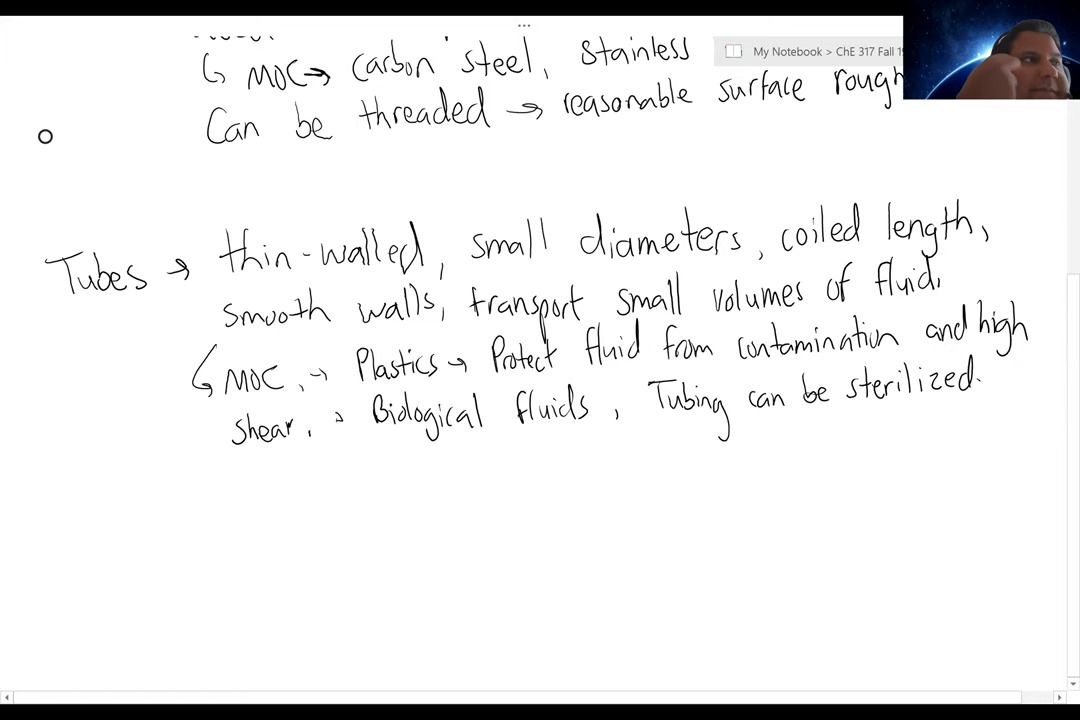 ↳ MOC → Carbon steel, Stainless
My Notebook > ChE 317 Fall 19
Can be threaded → reasonable surface rough
Tubes → thin-walled, small diameters, coiled length,
smooth walls, transport small volumes of fluid.
↳ MOC. → Plastics → Protect fluid from contamination and high
shear. → Biological fluids, Tubing can be sterilized.